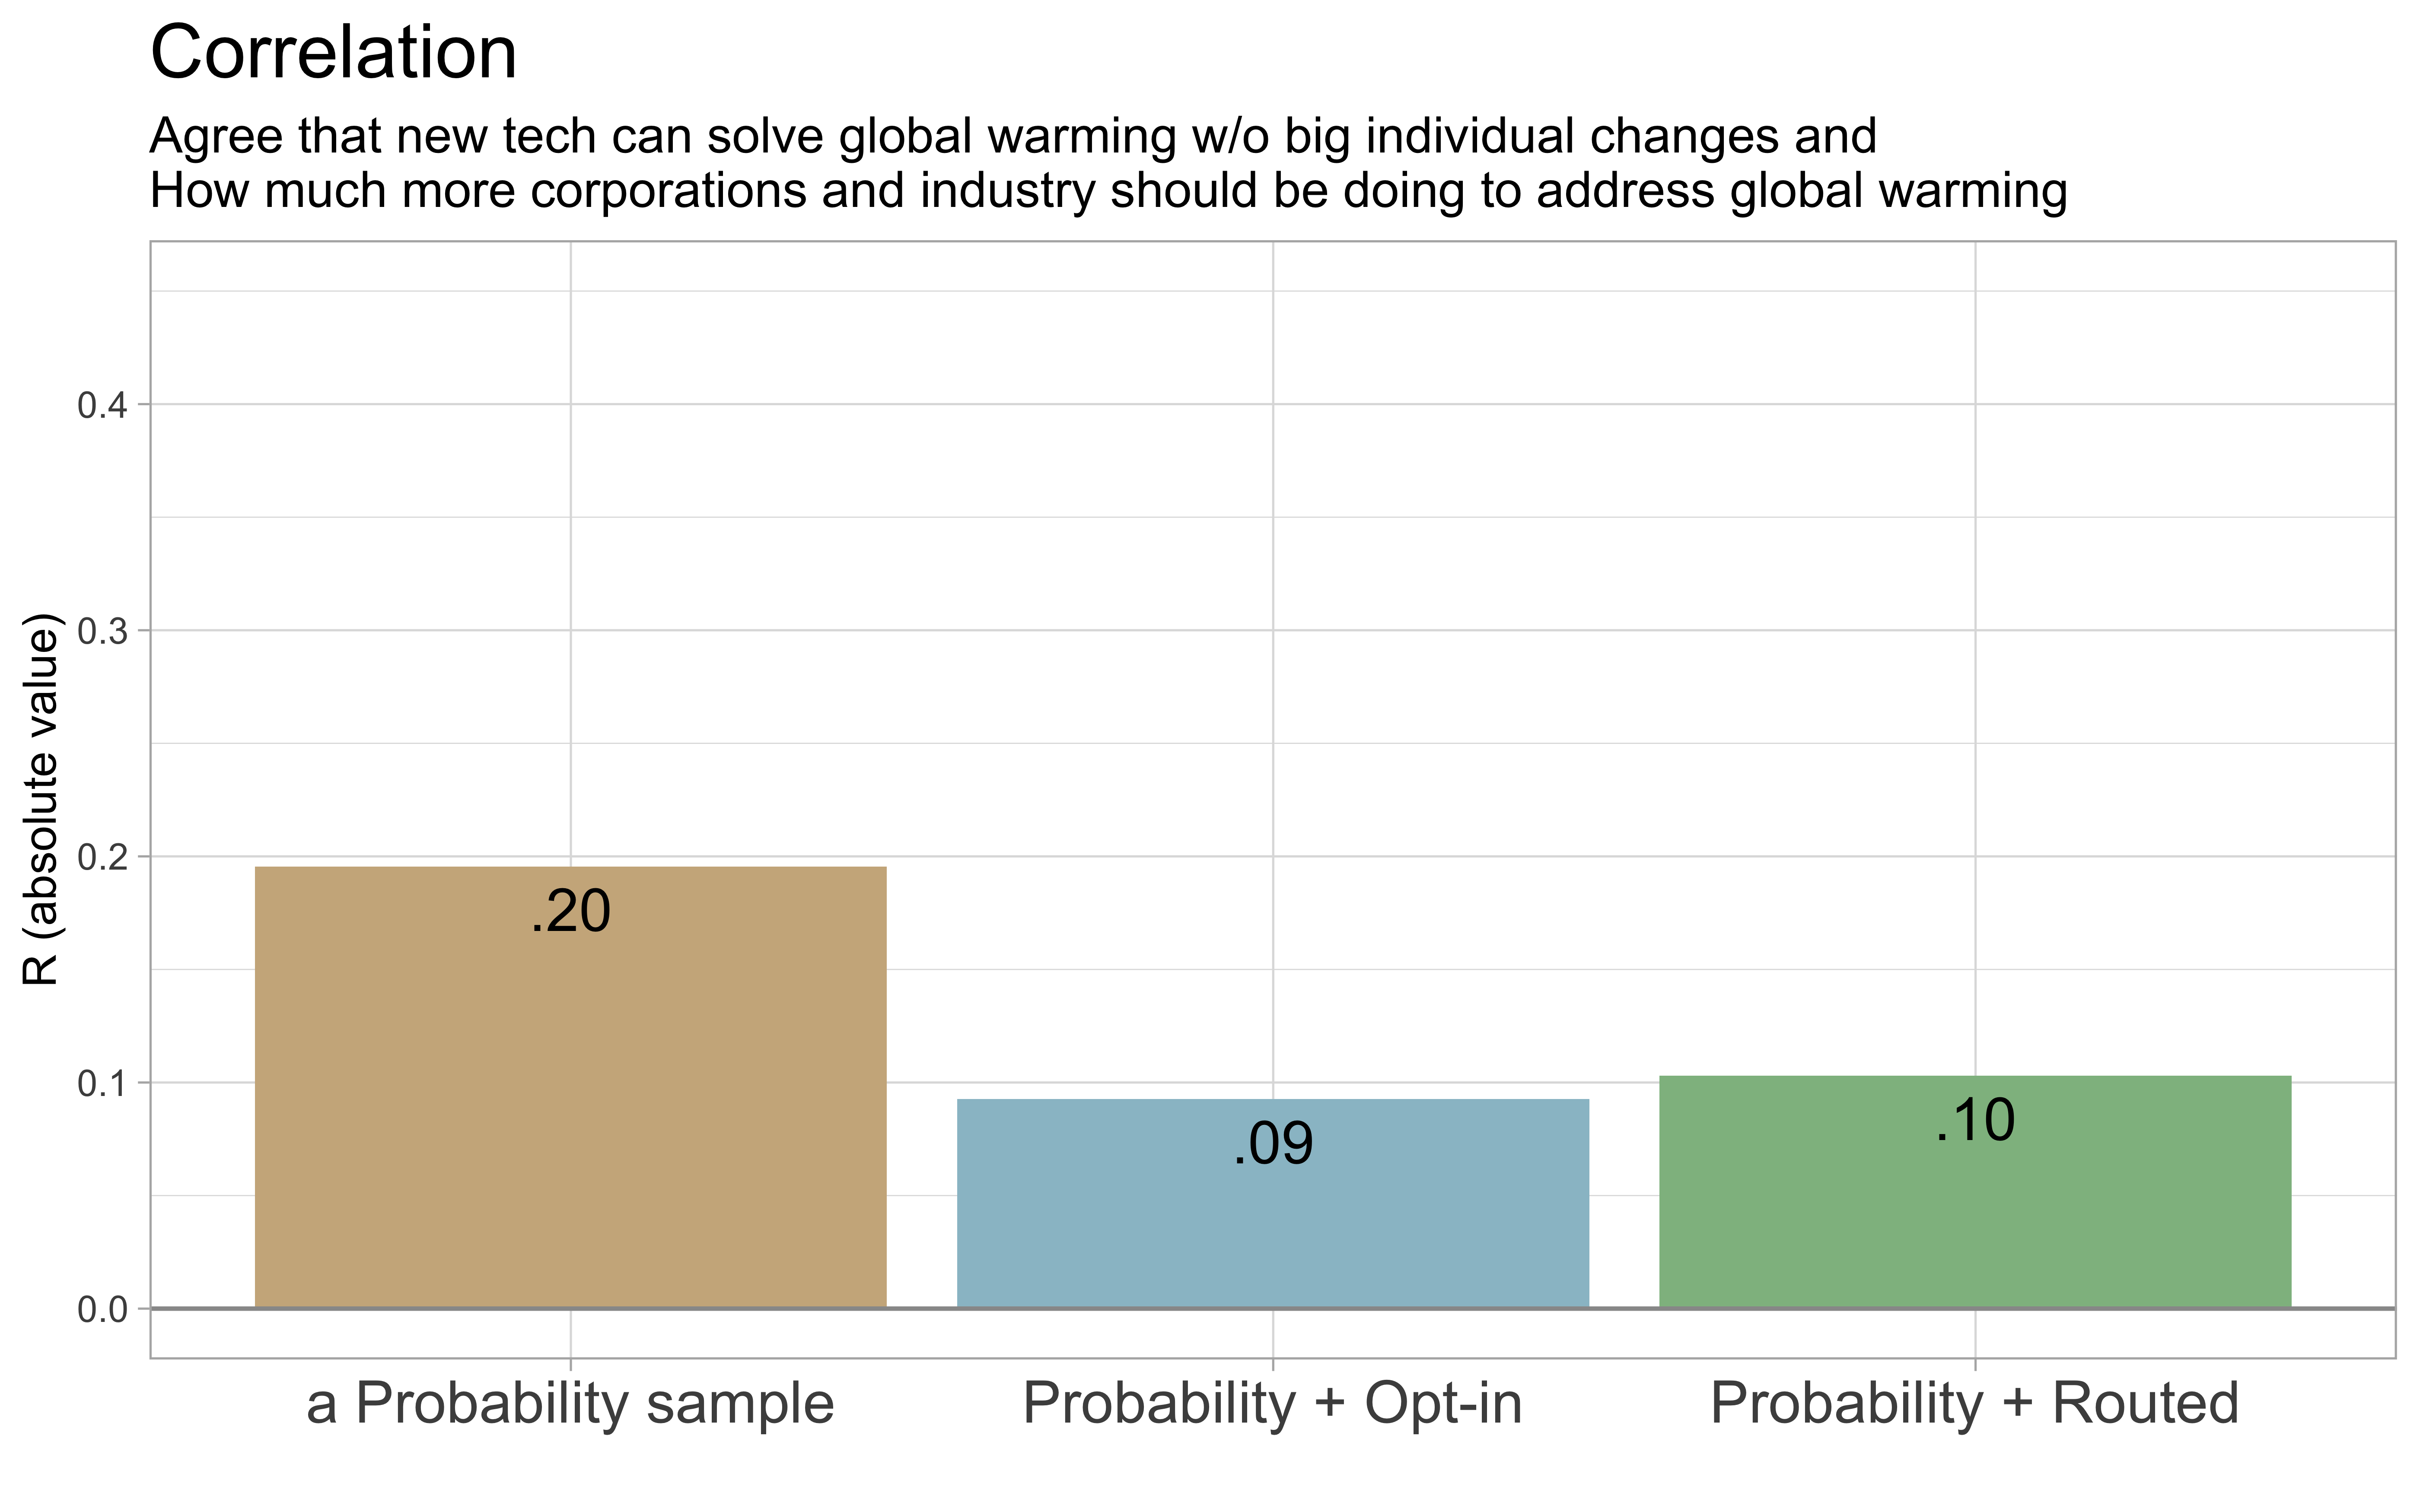 Correlation
Agree that new tech can solve global warming w/o big individual changes and
How much more corporations and industry should be doing to address global warming
R (absolute value)
0.4
0.3
0.2
0.1
0.0
.20
.09
.10
a Probability sample
Probability + Opt-in
Probability + Routed